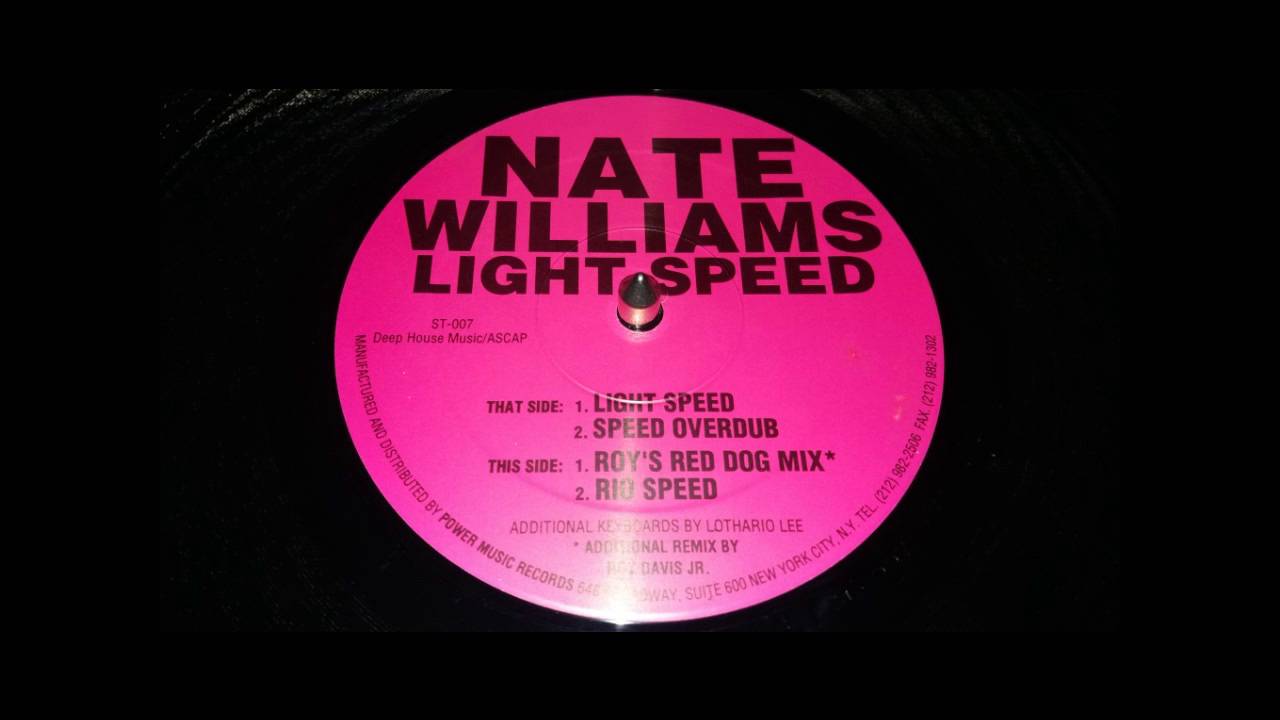 NATE
WILLIAMS
LIGHT SPEED
ST-007
Deep House Music/ASCAP
THAT SIDE: 1. LIGHT SPEED
2. SPEED OVERDUB
THIS SIDE: 1. ROY'S RED DOG MIX*
2. RIO SPEED
ADDITIONAL KEYBOARDS BY LOTHARIO LEE
* ADDITIONAL REMIX BY
ROY DAVIS JR.
MANUFACTURED AND DISTRIBUTED BY POWER MUSIC RECORDS SUITE 600 NEW YORK CITY, N.Y. TEL. (212) 982-2506 FAX. (212) 982-1302